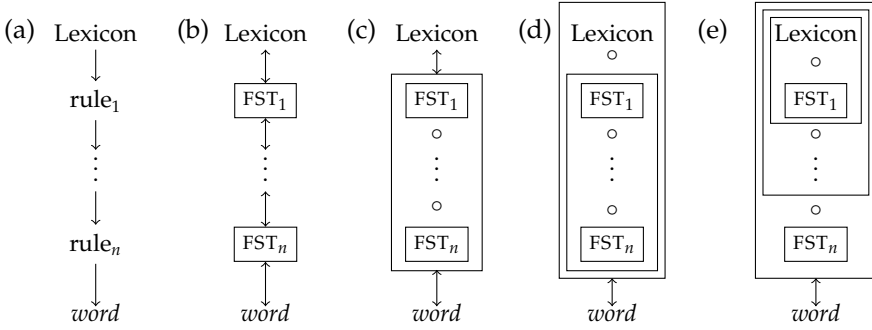 (a) Lexicon (b) Lexicon (c) Lexicon (d) Lexicon (e) Lexicon
∘ ∘
rule₁ FST₁ FST₁ FST₁ FST₁
∘ ∘ ∘
⋮ ⋮ ⋮ ⋮ ⋮
∘ ∘ ∘
ruleₙ FSTₙ FSTₙ FSTₙ FSTₙ
word word word word word